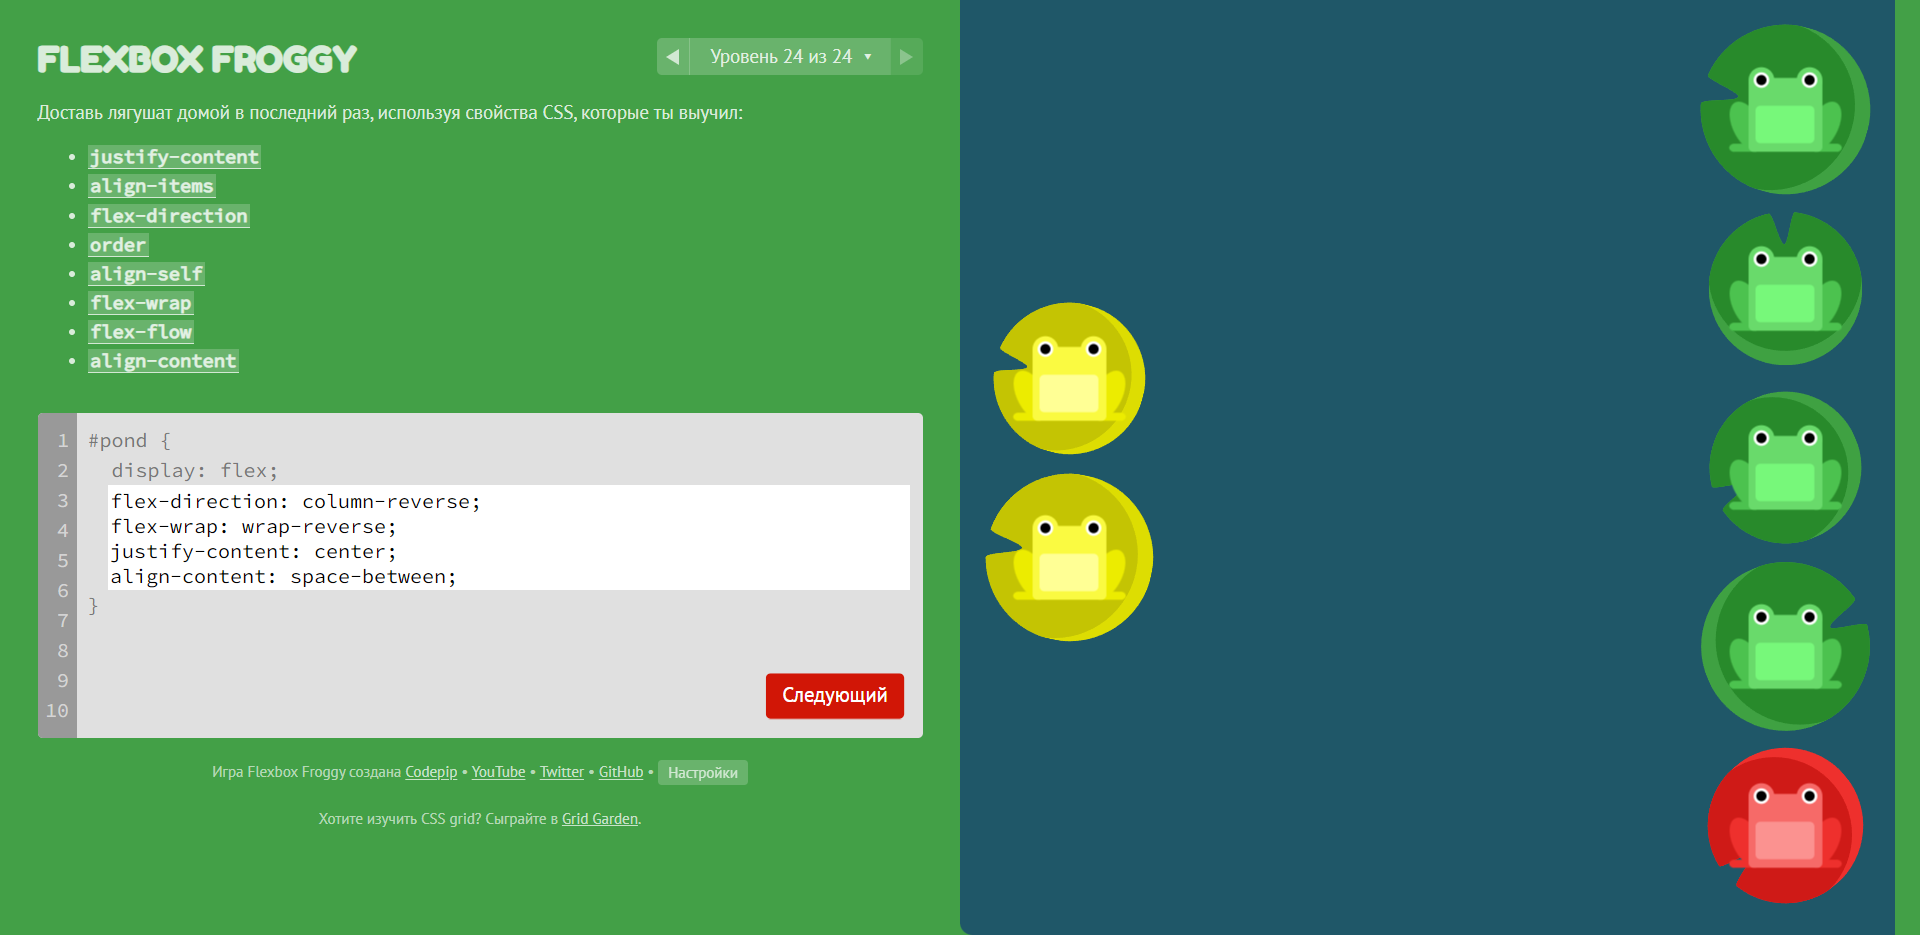 FLEXBOX FROGGY
◀ Уровень 24 из 24 ▼ ▶
Доставь лягушат домой в последний раз, используя свойства CSS, которые ты выучил:
• justify-content
• align-items
• flex-direction
• order
• align-self
• flex-wrap
• flex-flow
• align-content
1 #pond {
2 display: flex;
3 flex-direction: column-reverse;
4 flex-wrap: wrap-reverse;
5 justify-content: center;
6 align-content: space-between;
7 }
8
9
10
Следующий
Игра Flexbox Froggy создана Codepip • YouTube • Twitter • GitHub • Настройки
Хотите изучить CSS grid? Сыграйте в Grid Garden.